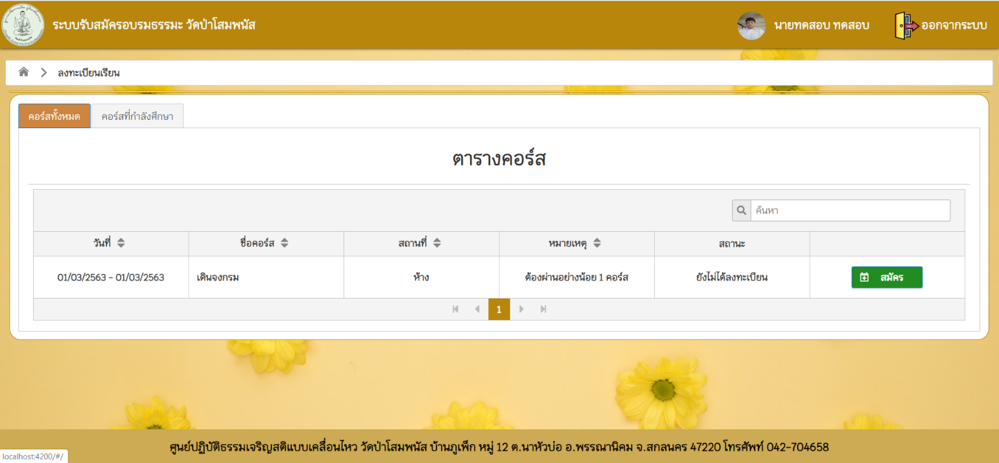 ระบบรับสมัครอบรมธรรมะ วัดป่าโสมพนัส
นายทดสอบ ทดสอบ
ออกจากระบบ
ลงทะเบียนเรียน
คอร์สทั้งหมด
คอร์สที่กำลังศึกษา
ตารางคอร์ส
ค้นหา
วันที่ ชื่อคอร์ส สถานที่ หมายเหตุ สถานะ
01/03/2563 - 01/03/2563 เดินจงกรม ห้าง ต้องผ่านอย่างน้อย 1 คอร์ส ยังไม่ได้ลงทะเบียน สมัคร
1
ศูนย์ปฏิบัติธรรมเจริญสติแบบเคลื่อนไหว วัดป่าโสมพนัส บ้านภูเพ็ก หมู่ 12 ต.นาหัวบ่อ อ.พรรณานิคม จ.สกลนคร 47220 โทรศัพท์ 042-704658
localhost:4200/#/